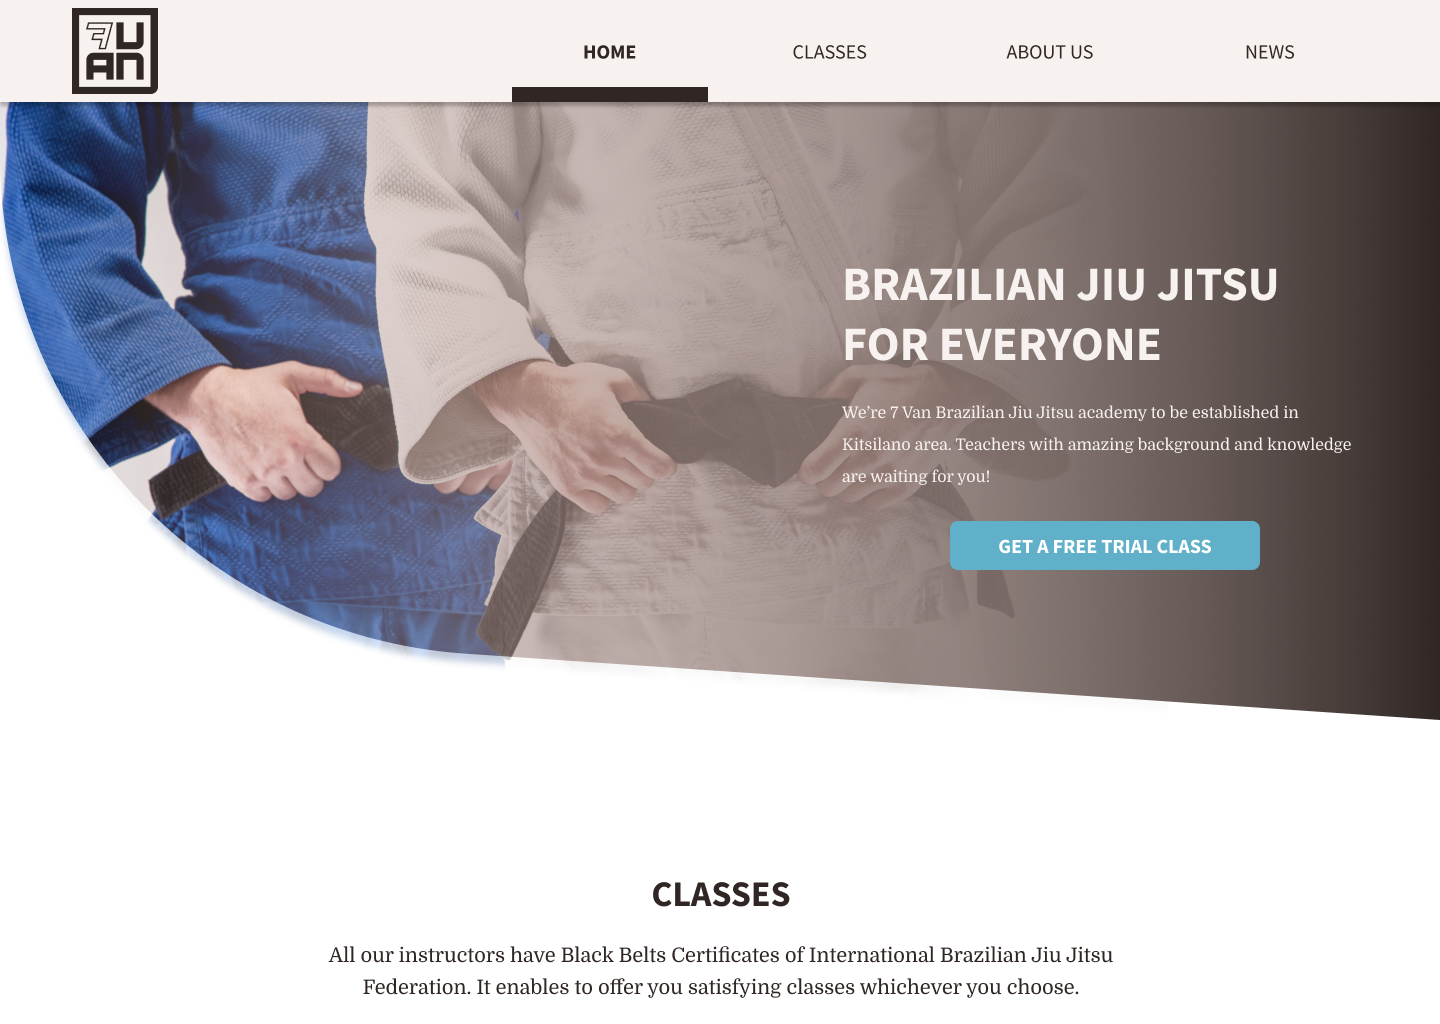 7V
AN
HOME
CLASSES
ABOUT US
NEWS
BRAZILIAN JIU JITSU
FOR EVERYONE
We’re 7 Van Brazilian Jiu Jitsu academy to be established in
Kitsilano area. Teachers with amazing background and knowledge
are waiting for you!
GET A FREE TRIAL CLASS
CLASSES
All our instructors have Black Belts Certificates of International Brazilian Jiu Jitsu
Federation. It enables to offer you satisfying classes whichever you choose.